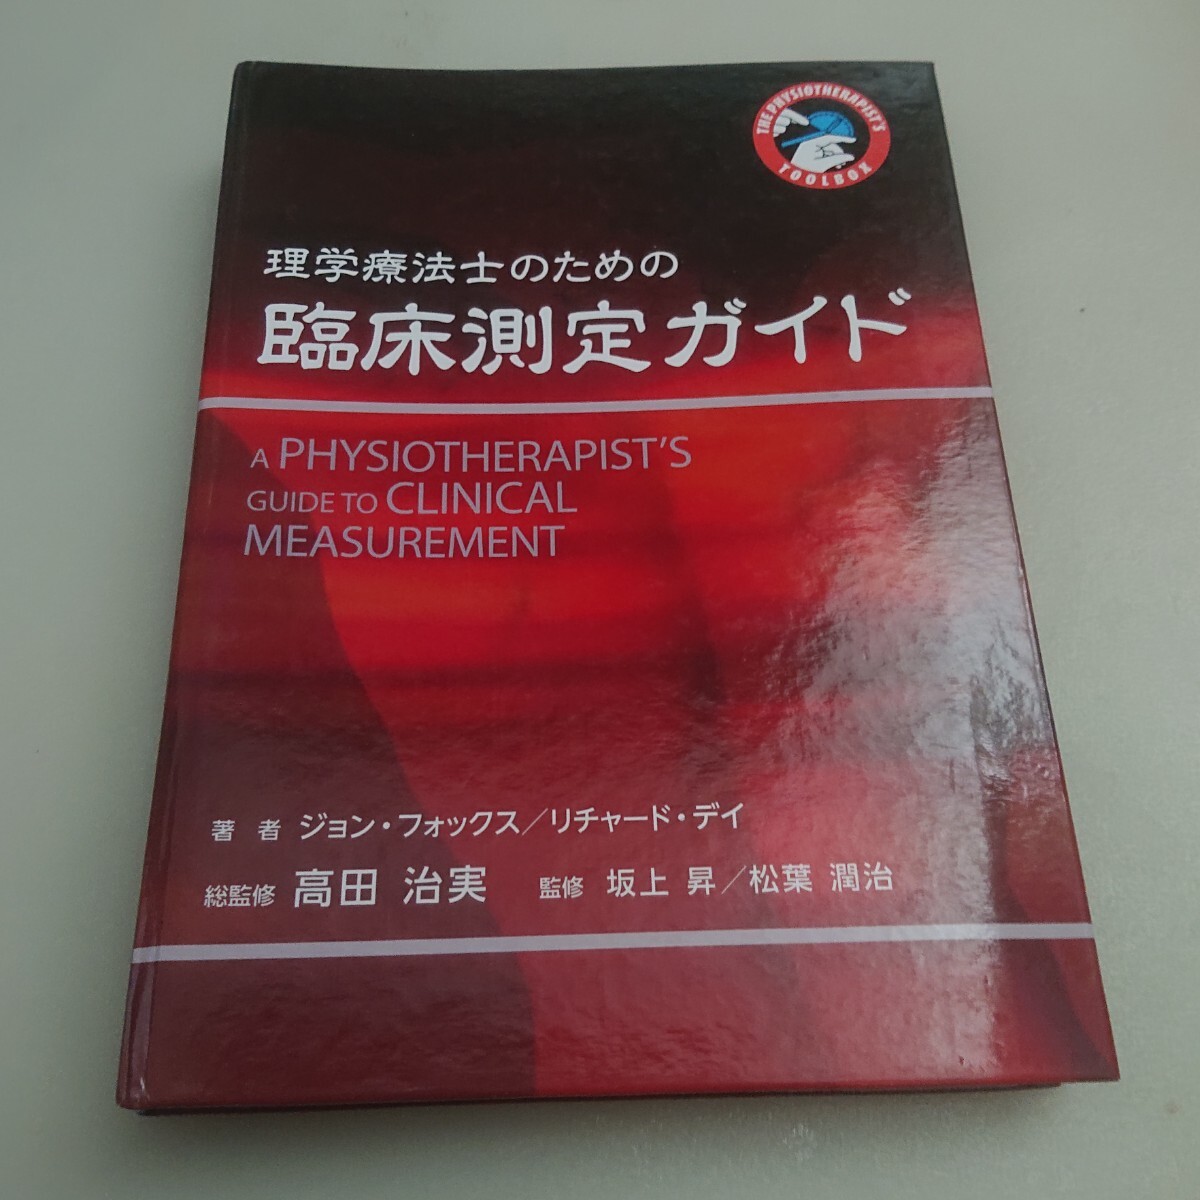 THE PHYSIOTHERAPIST'S
TOOLBOX
理学療法士のための
臨床測定ガイド
A PHYSIOTHERAPIST'S
GUIDE TO CLINICAL
MEASUREMENT
著者 ジョン・フォックス/リチャード・デイ
総監修 高田 治実 監修 坂上 昇/松葉 潤治